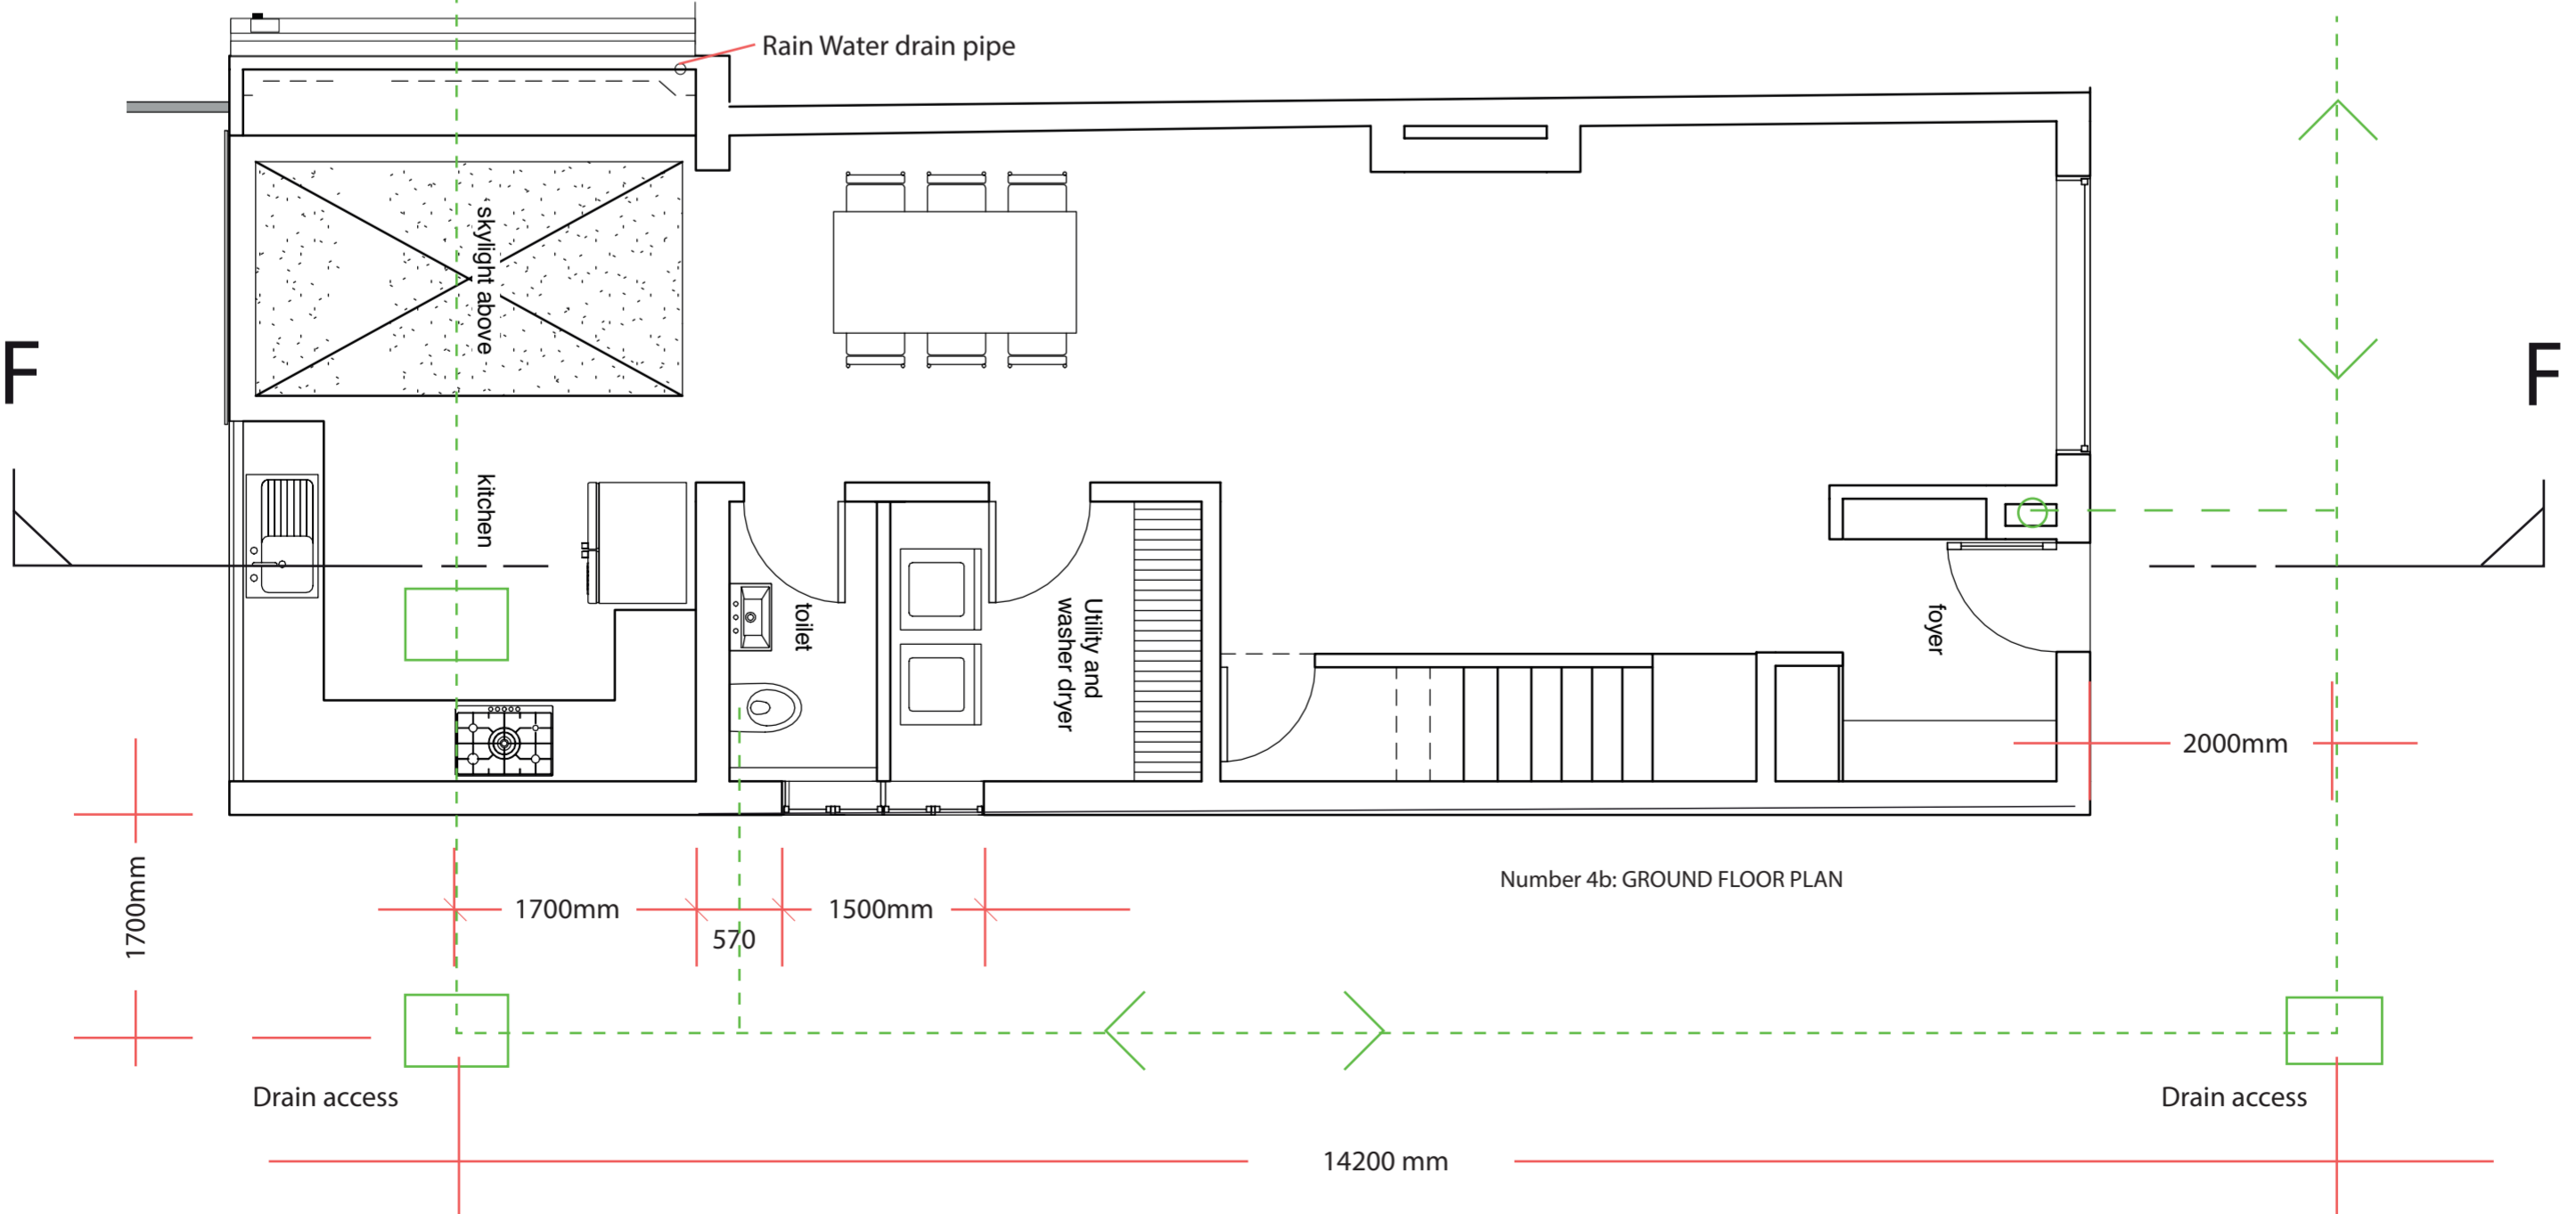 Rain Water drain pipe
skylight above
F
F
kitchen
toilet
Utility and
washer dryer
foyer
2000mm
1700mm
1700mm
570
1500mm
Number 4b: GROUND FLOOR PLAN
Drain access
Drain access
14200 mm